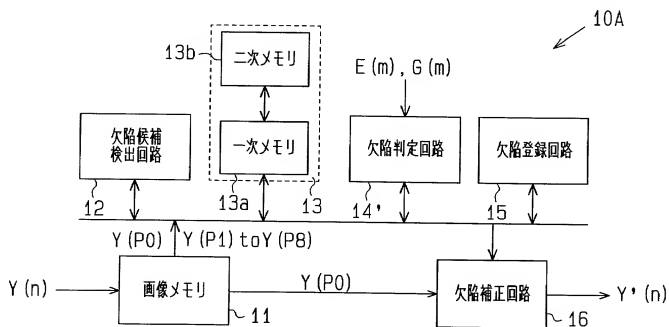 10A
13b
二次メモリ
E(m),G(m)
欠陥候補
検出回路
一次メモリ
欠陥判定回路
欠陥登録回路
12
13a
13
14'
15
Y(P0)
Y(P1)toY(P8)
Y(n)
画像メモリ
Y(P0)
欠陥補正回路
Y'(n)
11
16